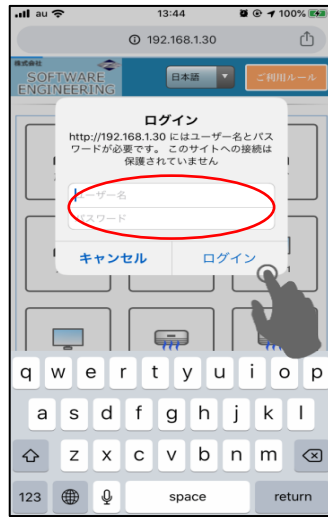 au 13:44 100%
192.168.1.30
株式会社
SOFTWARE
ENGINEERING
日本語
ご利用ルール
ログイン
http://192.168.1.30 にはユーザー名とパス
ワードが必要です。 このサイトへの接続は
保護されていません
ユーザー名
パスワード
キャンセル ログイン
q w e r t y u i o p
a s d f g h j k l
z x c v b n m
123 space return